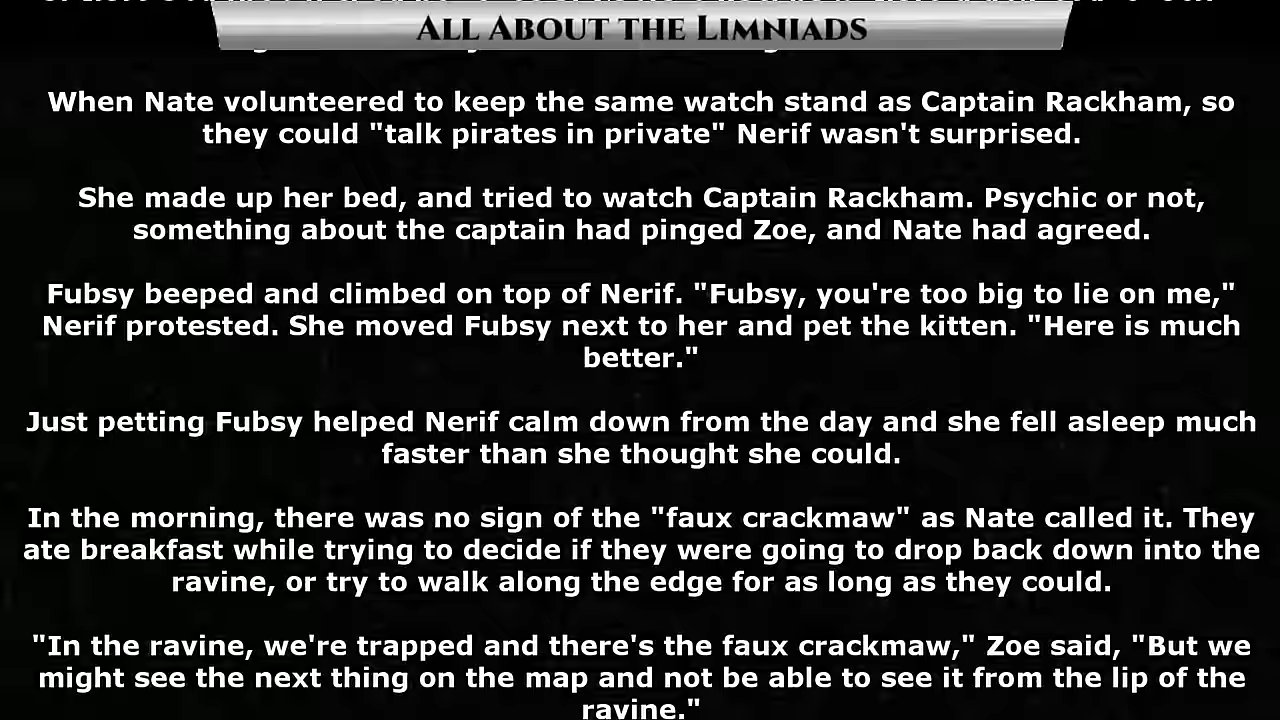 All About the Limniads
When Nate volunteered to keep the same watch stand as Captain Rackham, so
they could "talk pirates in private" Nerif wasn't surprised.
She made up her bed, and tried to watch Captain Rackham. Psychic or not,
something about the captain had pinged Zoe, and Nate had agreed.
Fubsy beeped and climbed on top of Nerif. "Fubsy, you're too big to lie on me,"
Nerif protested. She moved Fubsy next to her and pet the kitten. "Here is much
better."
Just petting Fubsy helped Nerif calm down from the day and she fell asleep much
faster than she thought she could.
In the morning, there was no sign of the "faux crackmaw" as Nate called it. They
ate breakfast while trying to decide if they were going to drop back down into the
ravine, or try to walk along the edge for as long as they could.
"In the ravine, we're trapped and there's the faux crackmaw," Zoe said, "But we
might see the next thing on the map and not be able to see it from the lip of the
ravine."